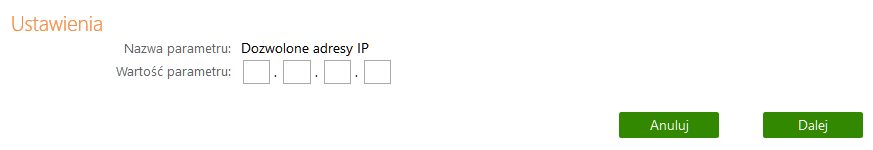 Ustawienia
Nazwa parametru: Dozwolone adresy IP
Wartość parametru: . . .
Anuluj Dalej